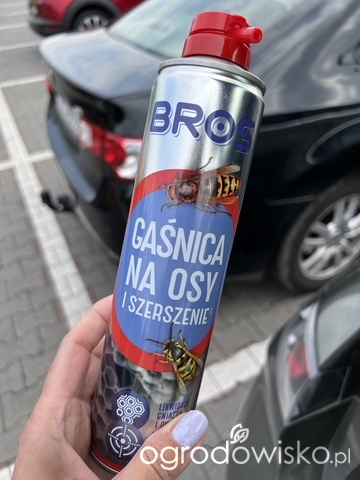 BROS
GAŚNICA
NA OSY
I SZERSZENIE
ogrodowisko.pl